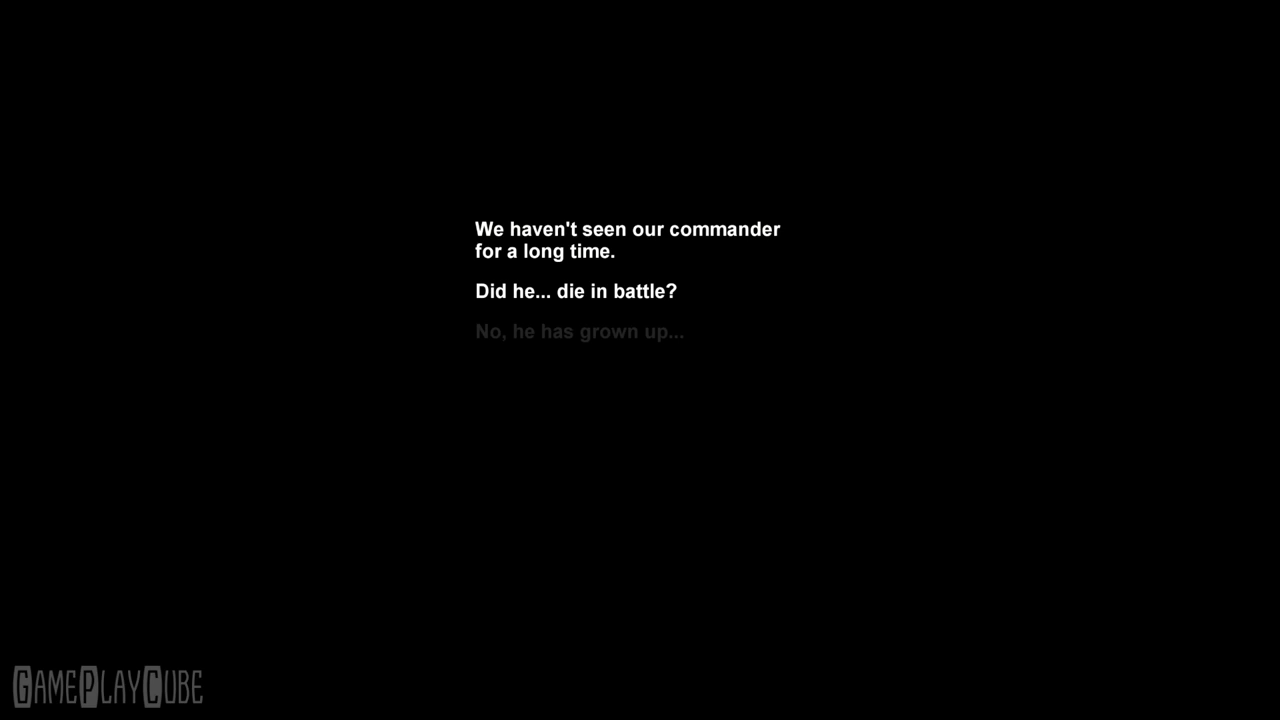 We haven't seen our commander
for a long time.
Did he... die in battle?
No, he has grown up...
GAMEPLAYCUBE